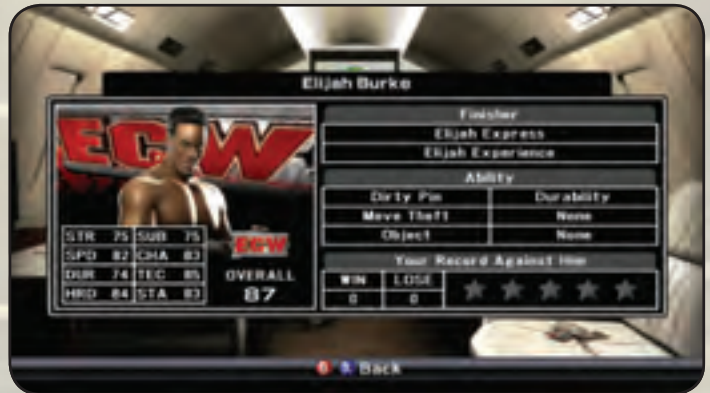 Elijah Burke
ECW
STR 75 SUB 75
SPD 82 CHA 83
DUR 74 TEC 85
HRD 84 STA 83
ECW
OVERALL
87
Finisher
Elijah Express
Elijah Experience
Ability
Dirty Pin Durability
Move Theft None
Object None
Your Record Against Him
WIN LOSE
0 0
Back